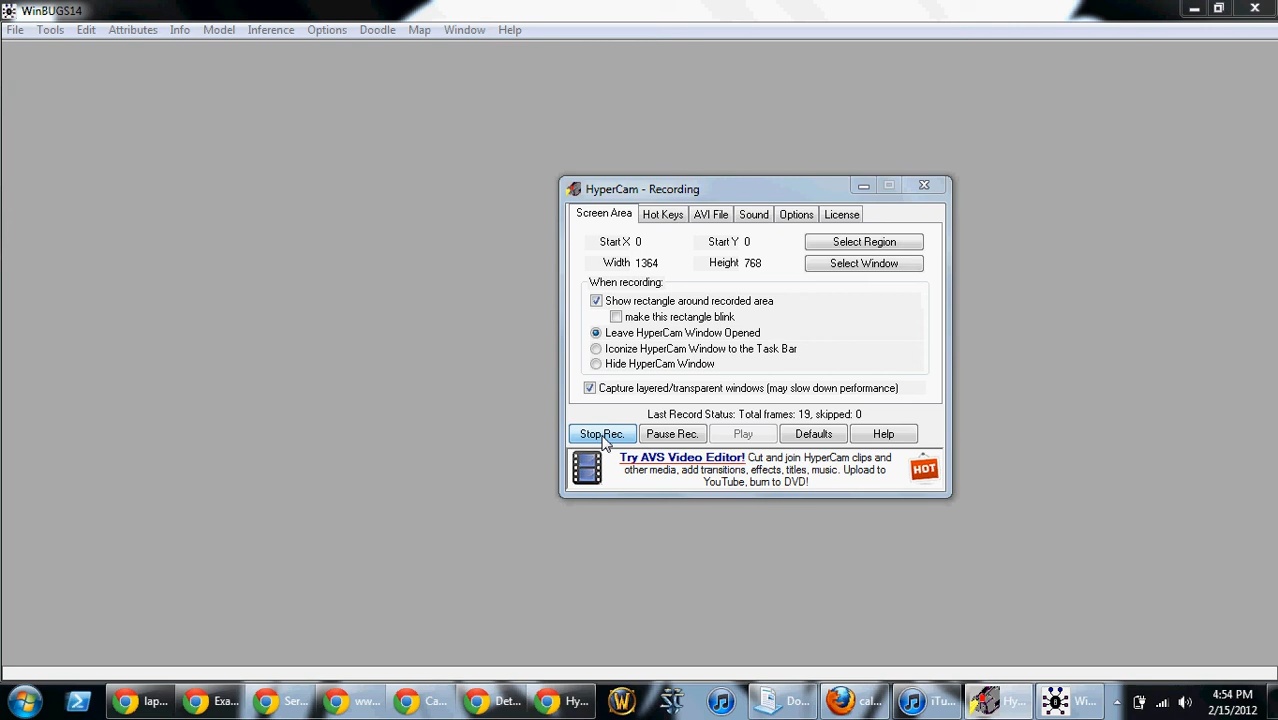 WinBUGS14
File Tools Edit Attributes Info Model Inference Options Doodle Map Window Help
HyperCam - Recording
Screen Area Hot Keys AVI File Sound Options License
Start X 0 Start Y 0 Select Region
Width 1364 Height 768 Select Window
When recording:
Show rectangle around recorded area
make this rectangle blink
Leave HyperCam Window Opened
Iconize HyperCam Window to the Task Bar
Hide HyperCam Window
Capture layered/transparent windows (may slow down performance)
Last Record Status: Total frames: 19, skipped: 0
Stop Rec. Pause Rec. Play Defaults Help
Try AVS Video Editor! Cut and join HyperCam clips and
other media, add transitions, effects, titles, music. Upload to
YouTube, burn to DVD!
HOT
lap... Exa... Ser... www... Ca... Det... Hy... Do... cal... iTu... Hy... Wi... 4:54 PM
2/15/2012